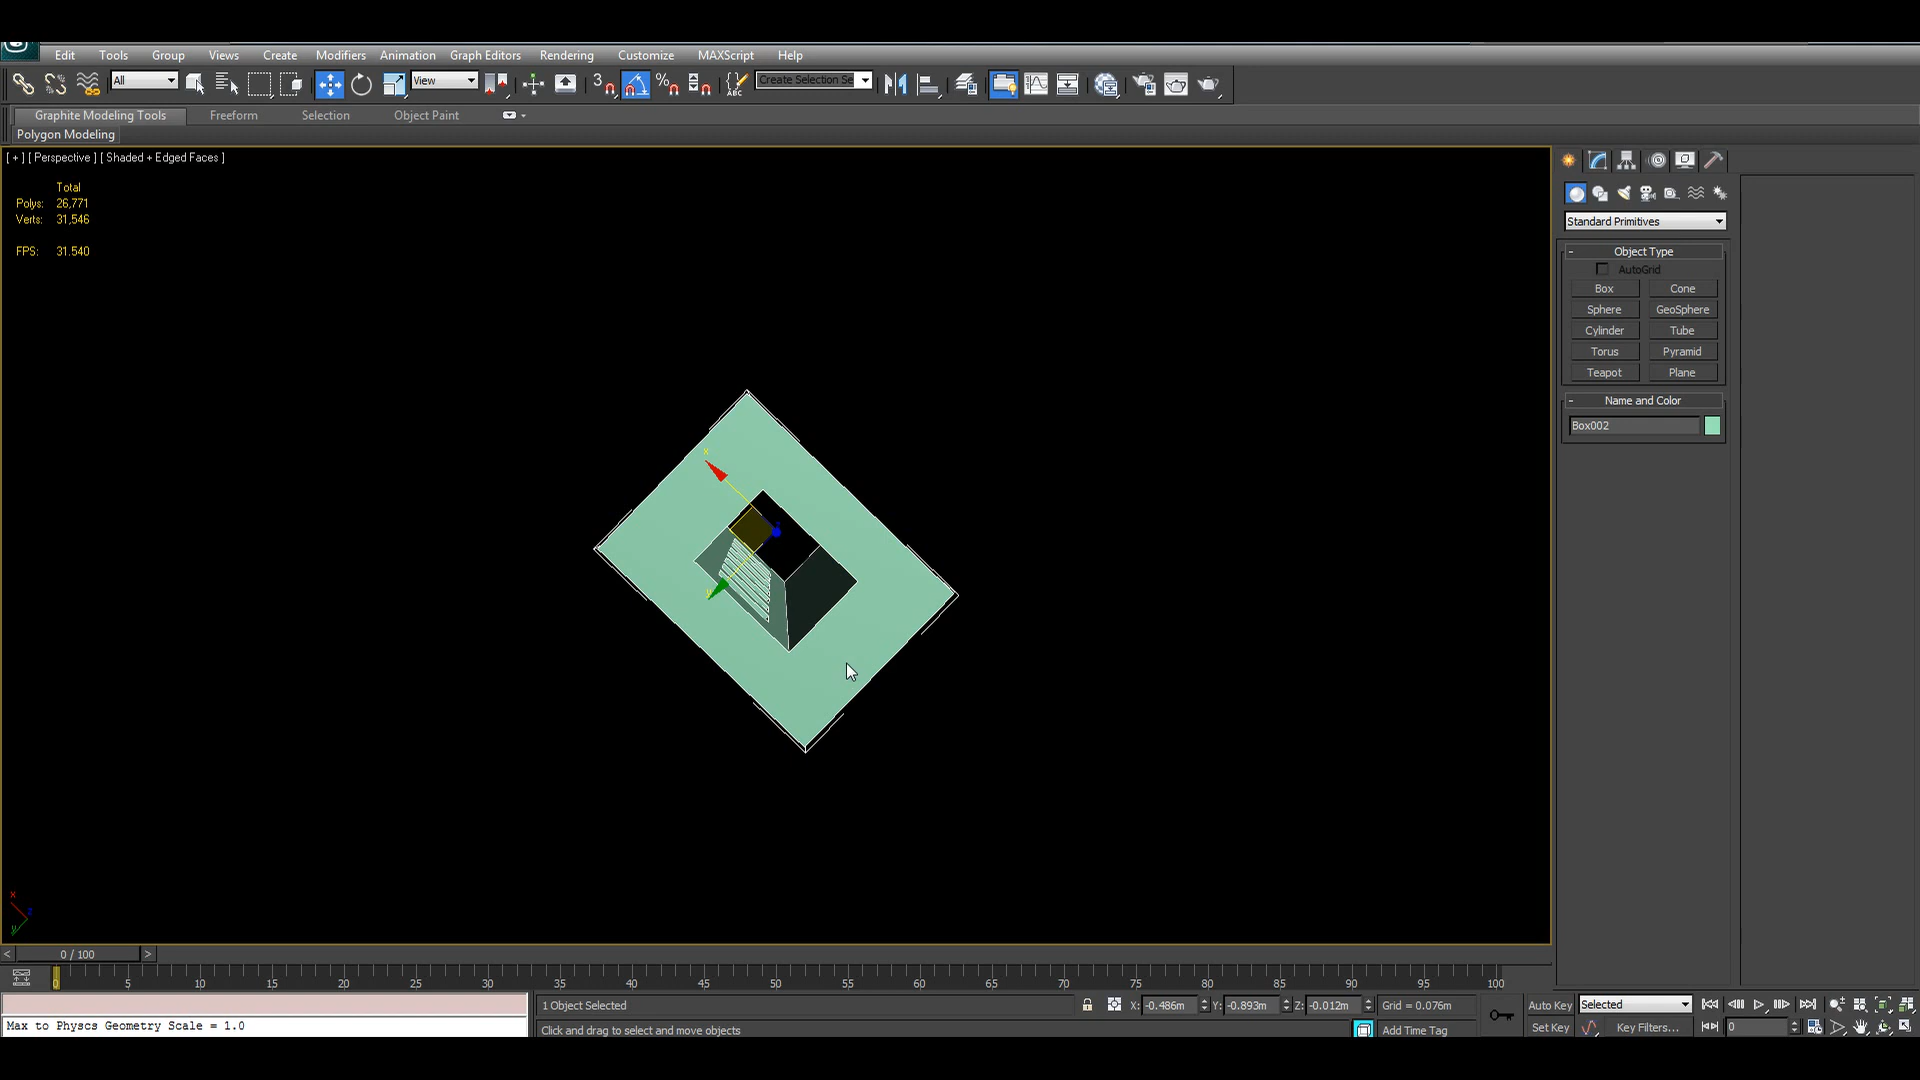 Edit Tools Group Views Create Modifiers Animation Graph Editors Rendering Customize MAXScript Help
All View 3 ABC Create Selection Se
Graphite Modeling Tools Freeform Selection Object Paint
Polygon Modeling
[ + ] [ Perspective ] [ Shaded + Edged Faces ]
Total
Polys: 26,771
Verts: 31,546
FPS: 31.540
x
y
x
z
y
Standard Primitives
- Object Type
AutoGrid
Box Cone
Sphere GeoSphere
Cylinder Tube
Torus Pyramid
Teapot Plane
- Name and Color
Box002
< 0 / 100 >
0 5 10 15 20 25 30 35 40 45 50 55 60 65 70 75 80 85 90 95 100
1 Object Selected X: -0.486m Y: -0.893m Z: -0.012m Grid = 0.076m Auto Key Selected
Max to Physcs Geometry Scale = 1.0 Click and drag to select and move objects Add Time Tag Set Key Key Filters... 0